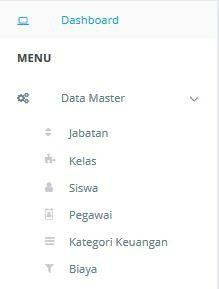 Dashboard
MENU
Data Master
Jabatan
Kelas
Siswa
Pegawai
Kategori Keuangan
Biaya